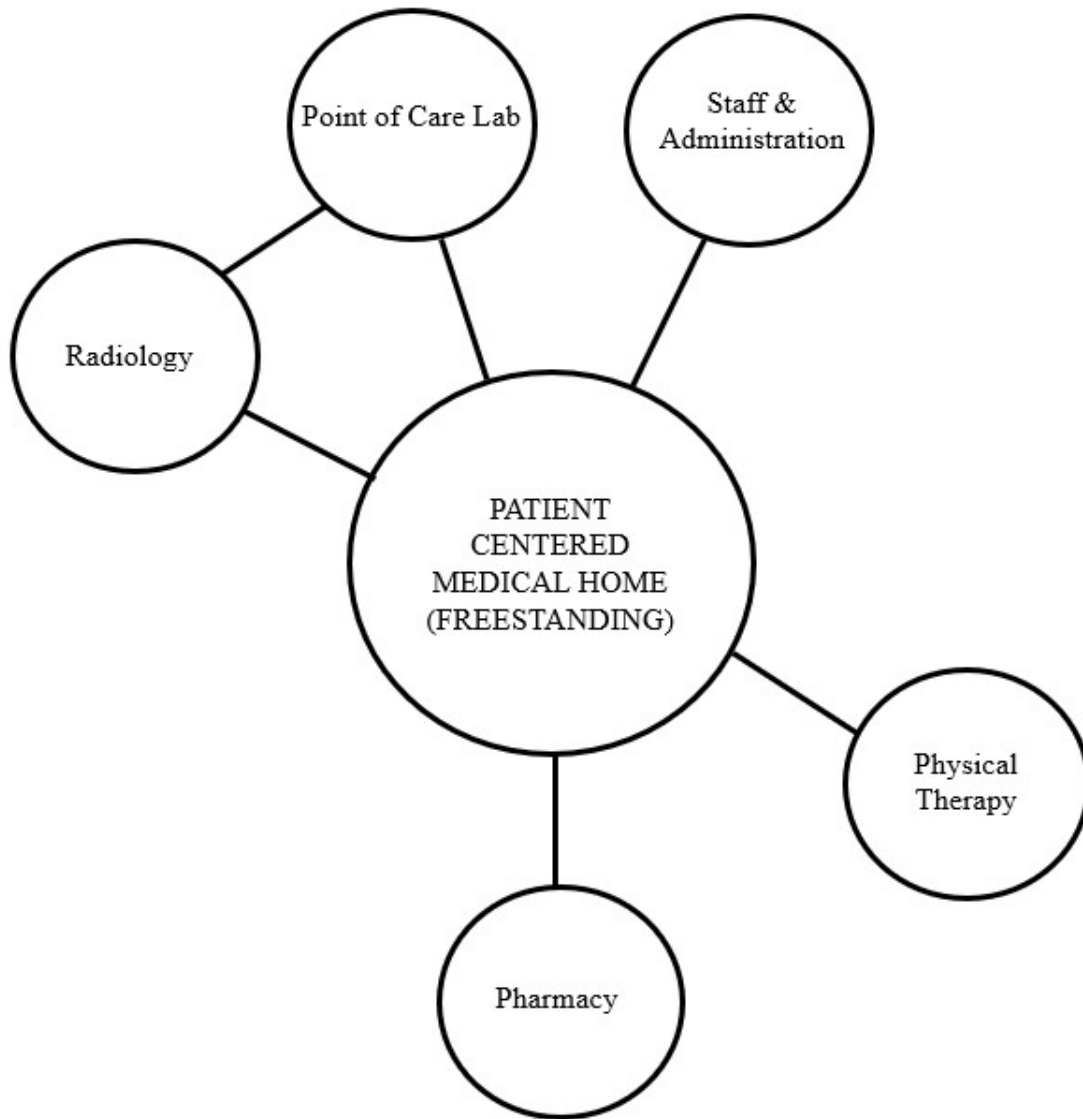 Point of Care Lab
Staff &
Administration
Radiology
PATIENT
CENTERED
MEDICAL HOME
(FREESTANDING)
Physical
Therapy
Pharmacy